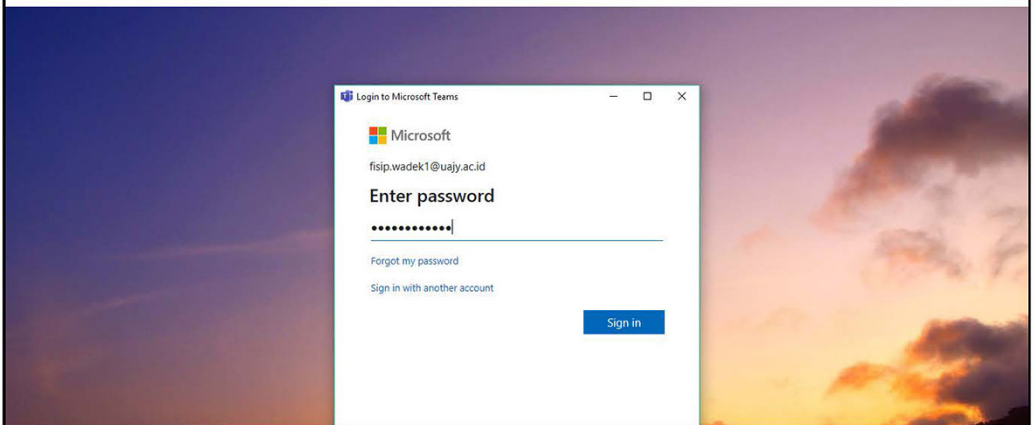 Login to Microsoft Teams
Microsoft
fisip.wadek1@uajy.ac.id
Enter password
••••••••••••
Forgot my password
Sign in with another account
Sign in